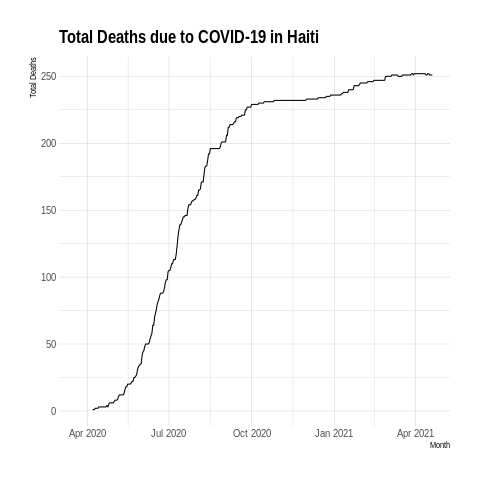 Total Deaths due to COVID-19 in Haiti
Total Deaths
250
200
150
100
50
0
Apr 2020 Jul 2020 Oct 2020 Jan 2021 Apr 2021
Month